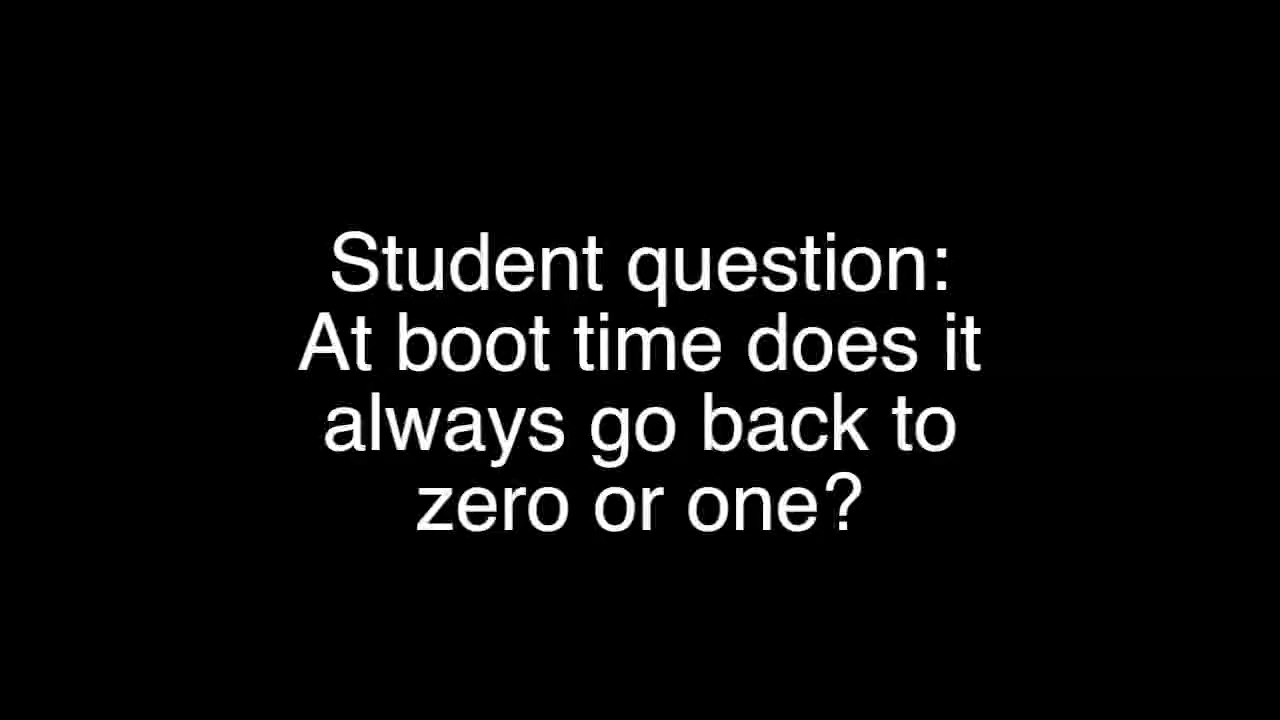 Student question:
At boot time does it
always go back to
zero or one?